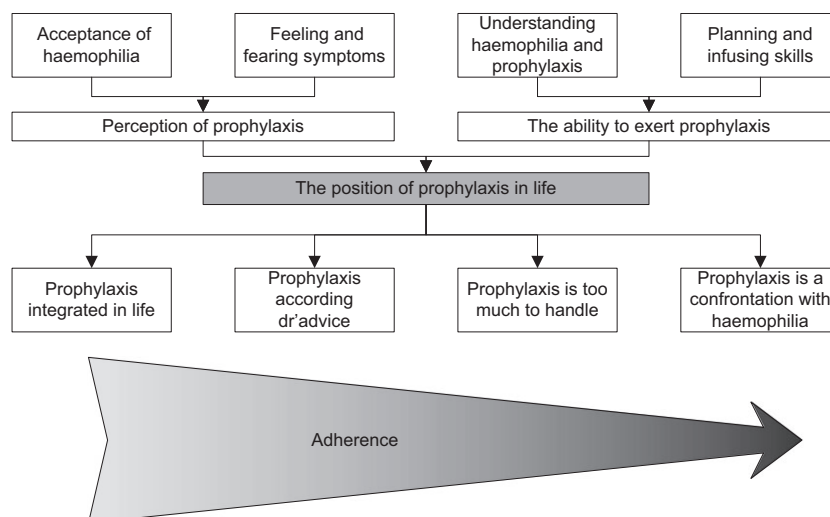 Acceptance of
haemophilia
Feeling and
fearing symptoms
Understanding
haemophilia and
prophylaxis
Planning and
infusing skills
Perception of prophylaxis
The ability to exert prophylaxis
The position of prophylaxis in life
Prophylaxis
integrated in life
Prophylaxis
according
dr'advice
Prophylaxis is too
much to handle
Prophylaxis is a
confrontation with
haemophilia
Adherence